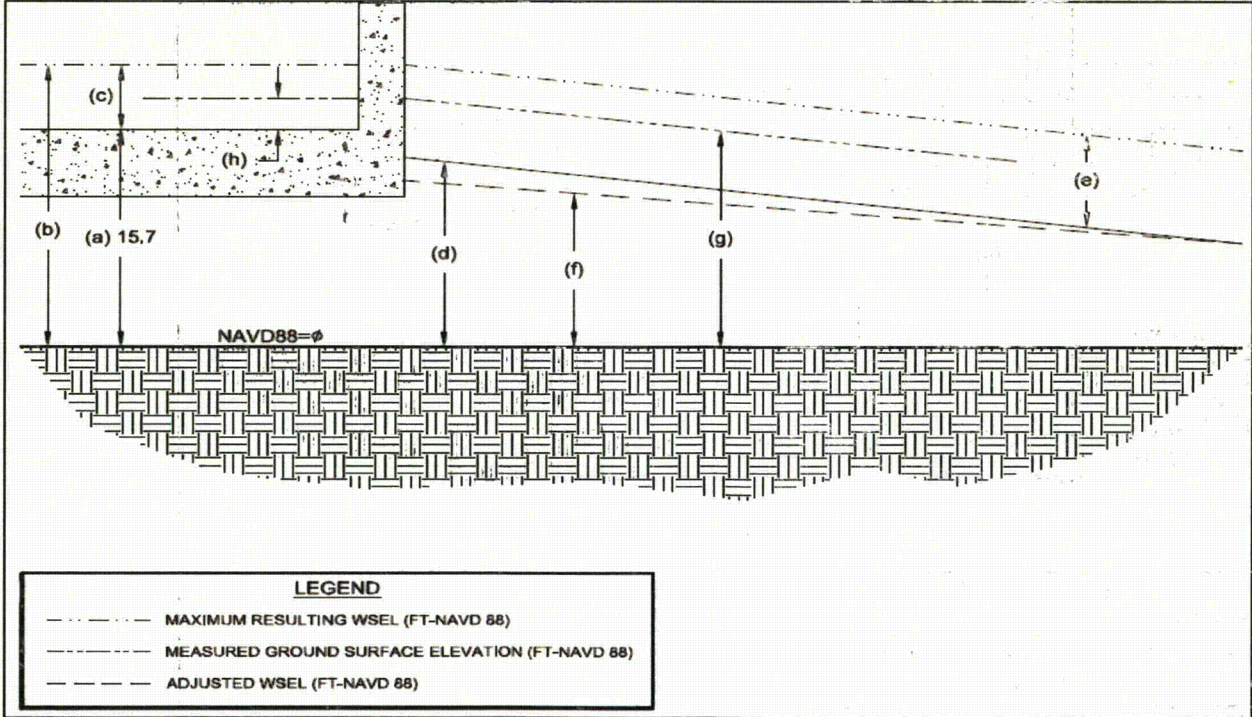 (c)
(h)
(e)
(b)
(a) 15.7
(g)
(d)
(f)
NAVD88=ø
LEGEND
MAXIMUM RESULTING WSEL (FT-NAVD 88)
MEASURED GROUND SURFACE ELEVATION (FT-NAVD 88)
ADJUSTED WSEL (FT-NAVD 88)